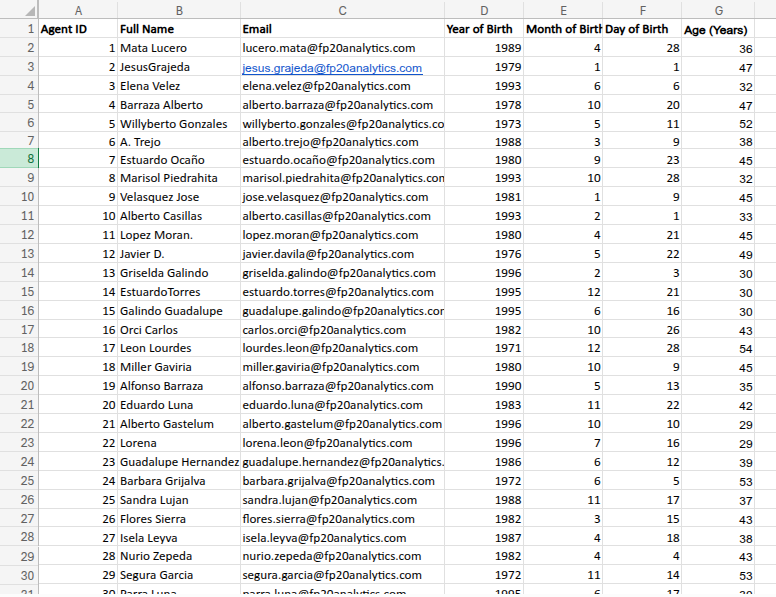 A B C D E F G
1 Agent ID Full Name Email Year of Birth Month of Birth Day of Birth Age (Years)
2 1 Mata Lucero lucero.mata@fp20analytics.com 1989 4 28 36
3 2 JesusGrajeda jesus.grajeda@fp20analytics.com 1979 1 1 47
4 3 Elena Velez elena.velez@fp20analytics.com 1993 6 6 32
5 4 Barraza Alberto alberto.barraza@fp20analytics.com 1978 10 20 47
6 5 Willyberto Gonzales willyberto.gonzales@fp20analytics.co 1973 5 11 52
7 6 A. Trejo alberto.trejo@fp20analytics.com 1988 3 9 38
8 7 Estuardo Ocaño estuardo.ocaño@fp20analytics.com 1980 9 23 45
9 8 Marisol Piedrahita marisol.piedrahita@fp20analytics.con 1993 10 28 32
10 9 Velasquez Jose jose.velasquez@fp20analytics.com 1981 1 9 45
11 10 Alberto Casillas alberto.casillas@fp20analytics.com 1993 2 1 33
12 11 Lopez Moran. lopez.moran@fp20analytics.com 1980 4 21 45
13 12 Javier D. javier.davila@fp20analytics.com 1976 5 22 49
14 13 Griselda Galindo griselda.galindo@fp20analytics.com 1996 2 3 30
15 14 EstuardoTorres estuardo.torres@fp20analytics.com 1995 12 21 30
16 15 Galindo Guadalupe guadalupe.galindo@fp20analytics.cor 1995 6 16 30
17 16 Orci Carlos carlos.orci@fp20analytics.com 1982 10 26 43
18 17 Leon Lourdes lourdes.leon@fp20analytics.com 1971 12 28 54
19 18 Miller Gaviria miller.gaviria@fp20analytics.com 1980 10 9 45
20 19 Alfonso Barraza alfonso.barraza@fp20analytics.com 1990 5 13 35
21 20 Eduardo Luna eduardo.luna@fp20analytics.com 1983 11 22 42
22 21 Alberto Gastelum alberto.gastelum@fp20analytics.com 1996 10 10 29
23 22 Lorena lorena.leon@fp20analytics.com 1996 7 16 29
24 23 Guadalupe Hernandez guadalupe.hernandez@fp20analytics. 1986 6 12 39
25 24 Barbara Grijalva barbara.grijalva@fp20analytics.com 1972 6 5 53
26 25 Sandra Lujan sandra.lujan@fp20analytics.com 1988 11 17 37
27 26 Flores Sierra flores.sierra@fp20analytics.com 1982 3 15 43
28 27 Isela Leyva isela.leyva@fp20analytics.com 1987 4 18 38
29 28 Nurio Zepeda nurio.zepeda@fp20analytics.com 1982 4 4 43
30 29 Segura Garcia segura.garcia@fp20analytics.com 1972 11 14 53
31 30 Parra Luna parra.luna@fp20analytics.com 1995 6 17